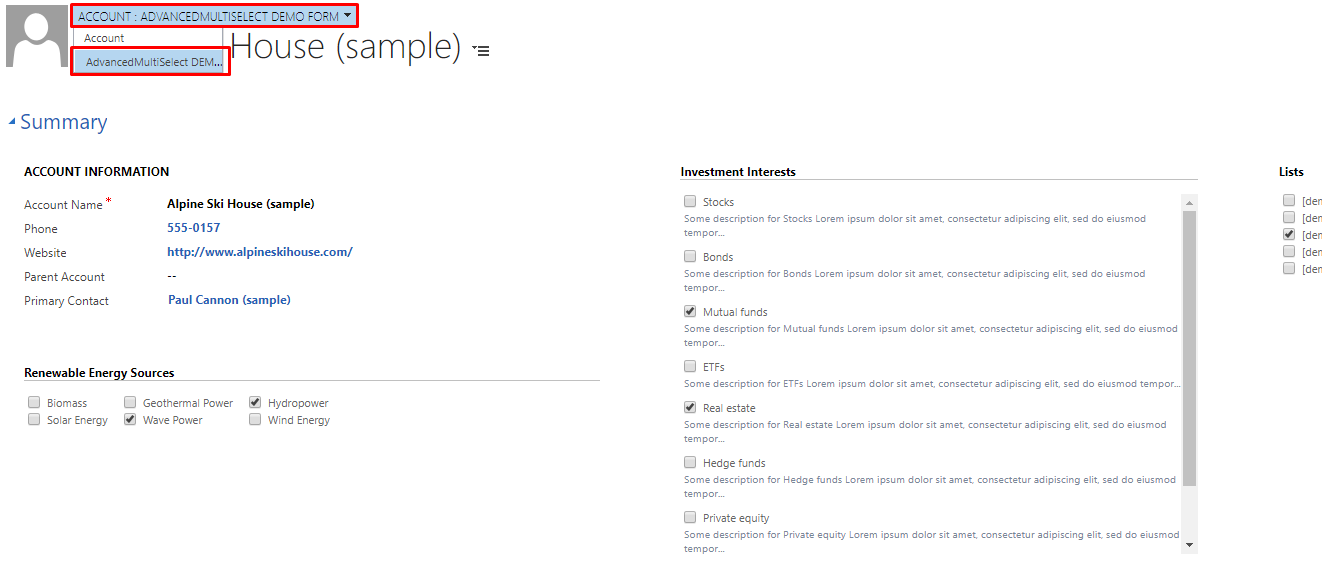 ACCOUNT : ADVANCEDMULTISELECT DEMO FORM
Account
AdvancedMultiSelect DEM...
House (sample)
Summary
ACCOUNT INFORMATION
Account Name *
Alpine Ski House (sample)
Phone
555-0157
Website
http://www.alpineskihouse.com/
Parent Account
--
Primary Contact
Paul Cannon (sample)
Renewable Energy Sources
Biomass
Geothermal Power
Hydropower
Solar Energy
Wave Power
Wind Energy
Investment Interests
Stocks
Some description for Stocks Lorem ipsum dolor sit amet, consectetur adipiscing elit, sed do eiusmod
tempor...
Bonds
Some description for Bonds Lorem ipsum dolor sit amet, consectetur adipiscing elit, sed do eiusmod
tempor...
Mutual funds
Some description for Mutual funds Lorem ipsum dolor sit amet, consectetur adipiscing elit, sed do eiusmod
tempor...
ETFs
Some description for ETFs Lorem ipsum dolor sit amet, consectetur adipiscing elit, sed do eiusmod tempor...
Real estate
Some description for Real estate Lorem ipsum dolor sit amet, consectetur adipiscing elit, sed do eiusmod
tempor...
Hedge funds
Some description for Hedge funds Lorem ipsum dolor sit amet, consectetur adipiscing elit, sed do eiusmod
tempor...
Private equity
Some description for Private equity Lorem ipsum dolor sit amet, consectetur adipiscing elit, sed do eiusmod
tempor...
Lists